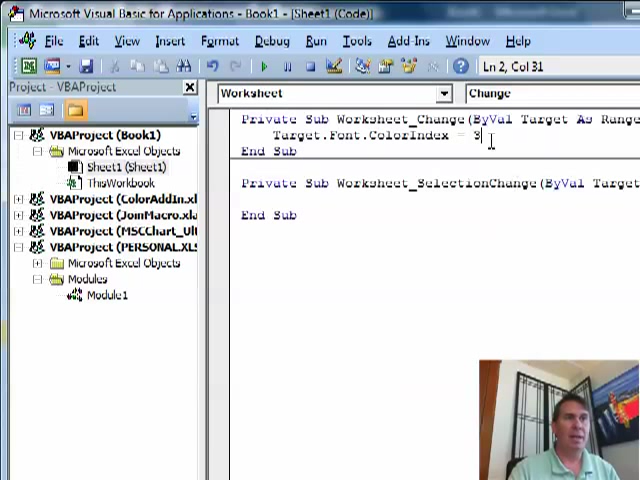 Microsoft Visual Basic for Applications - Book1 - [Sheet1 (Code)]
File Edit View Insert Format Debug Run Tools Add-Ins Window Help
Ln 2, Col 31
Project - VBAProject
VBAProject (Book1)
Microsoft Excel Objects
Sheet1 (Sheet1)
ThisWorkbook
VBAProject (ColorAddIn.xl
VBAProject (JoinMacro.xla
VBAProject (MSCChart_Ult
VBAProject (PERSONAL.XLS
Microsoft Excel Objects
Modules
Module1
Worksheet
Change
Private Sub Worksheet_Change(ByVal Target As Range
Target.Font.ColorIndex = 3
End Sub
Private Sub Worksheet_SelectionChange(ByVal Target
End Sub